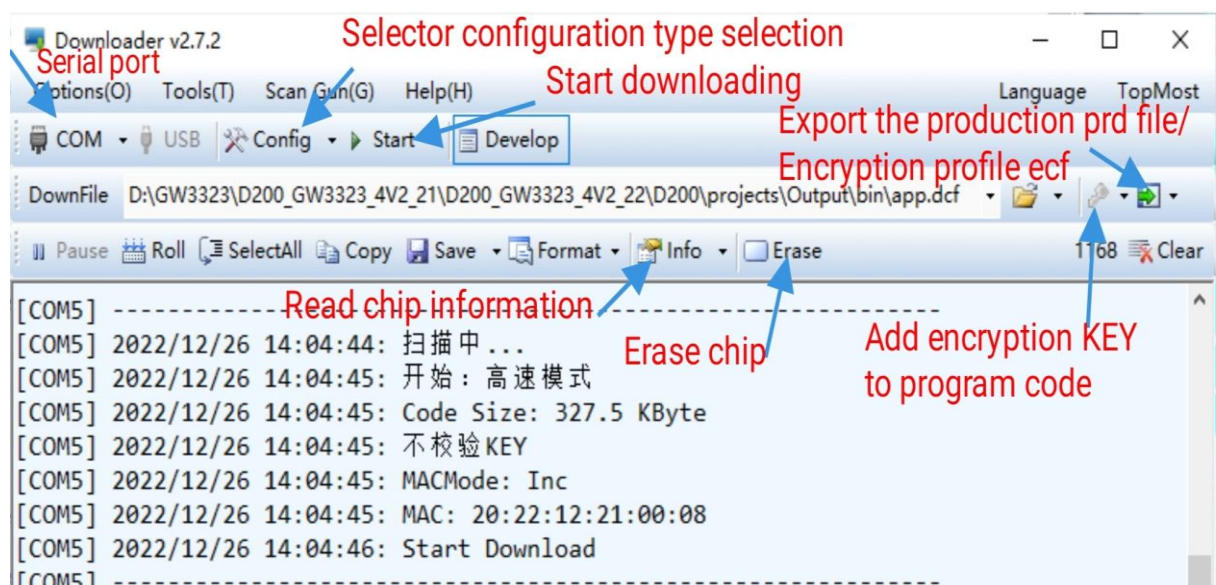 Downloader v2.7.2
Selector configuration type selection
Serial port
Options(O) Tools(T) Scan Gun(G) Help(H)
Start downloading
Language TopMost
COM USB Config Start Develop
Export the production prd file/
Encryption profile ecf
DownFile D:\GW3323\D200_GW3323_4V2_21\D200_GW3323_4V2_22\D200\projects\Output\bin\app.dcf
Pause Roll SelectAll Copy Save Format Info Erase 1168 Clear
Read chip information
Erase chip
Add encryption KEY
to program code
[COM5] ----------------------------------------------------------------
[COM5] 2022/12/26 14:04:44: 扫描中...
[COM5] 2022/12/26 14:04:45: 开始：高速模式
[COM5] 2022/12/26 14:04:45: Code Size: 327.5 KByte
[COM5] 2022/12/26 14:04:45: 不校验KEY
[COM5] 2022/12/26 14:04:45: MACMode: Inc
[COM5] 2022/12/26 14:04:45: MAC: 20:22:12:21:00:08
[COM5] 2022/12/26 14:04:46: Start Download
[COM5] ----------------------------------------------------------------